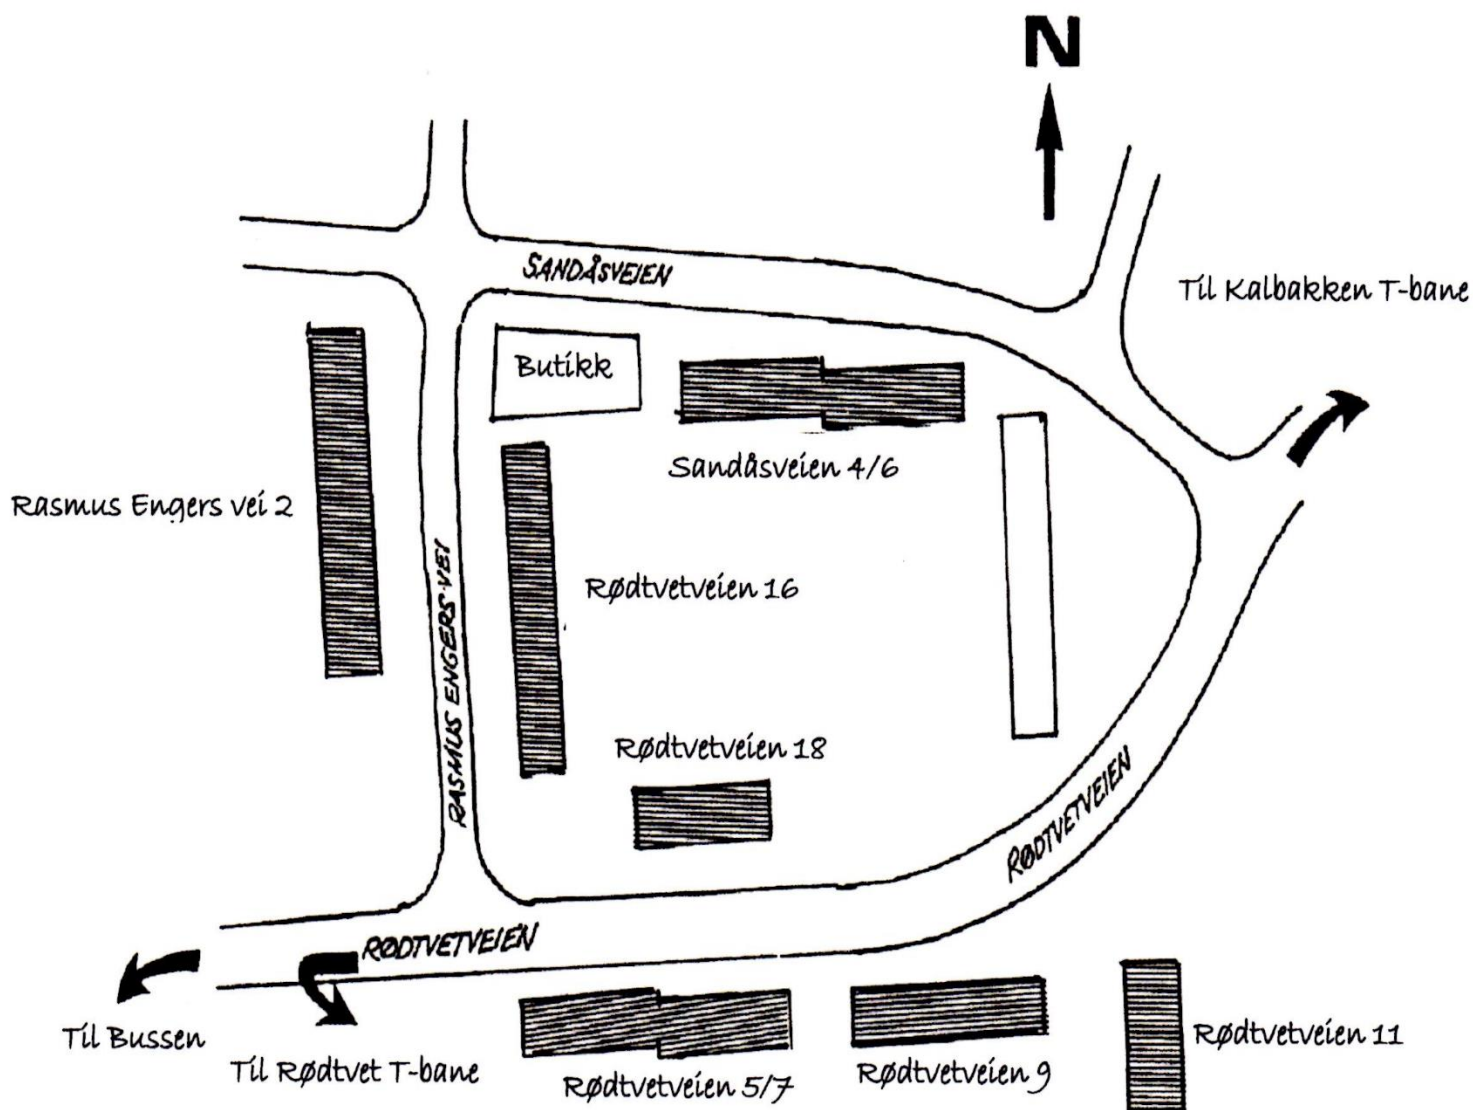 N
SANDÅSVEIEN
Til Kalbakken T-bane
Butikk
Sandåsveien 4/6
Rasmus Engers vei 2
RASMUS ENGERS VEI
Rødtvetveien 16
Rødtvetveien 18
RØDTVETVEIEN
RØDTVETVEIEN
Til Bussen
Til Rødtvet T-bane
Rødtvetveien 5/7
Rødtvetveien 9
Rødtvetveien 11